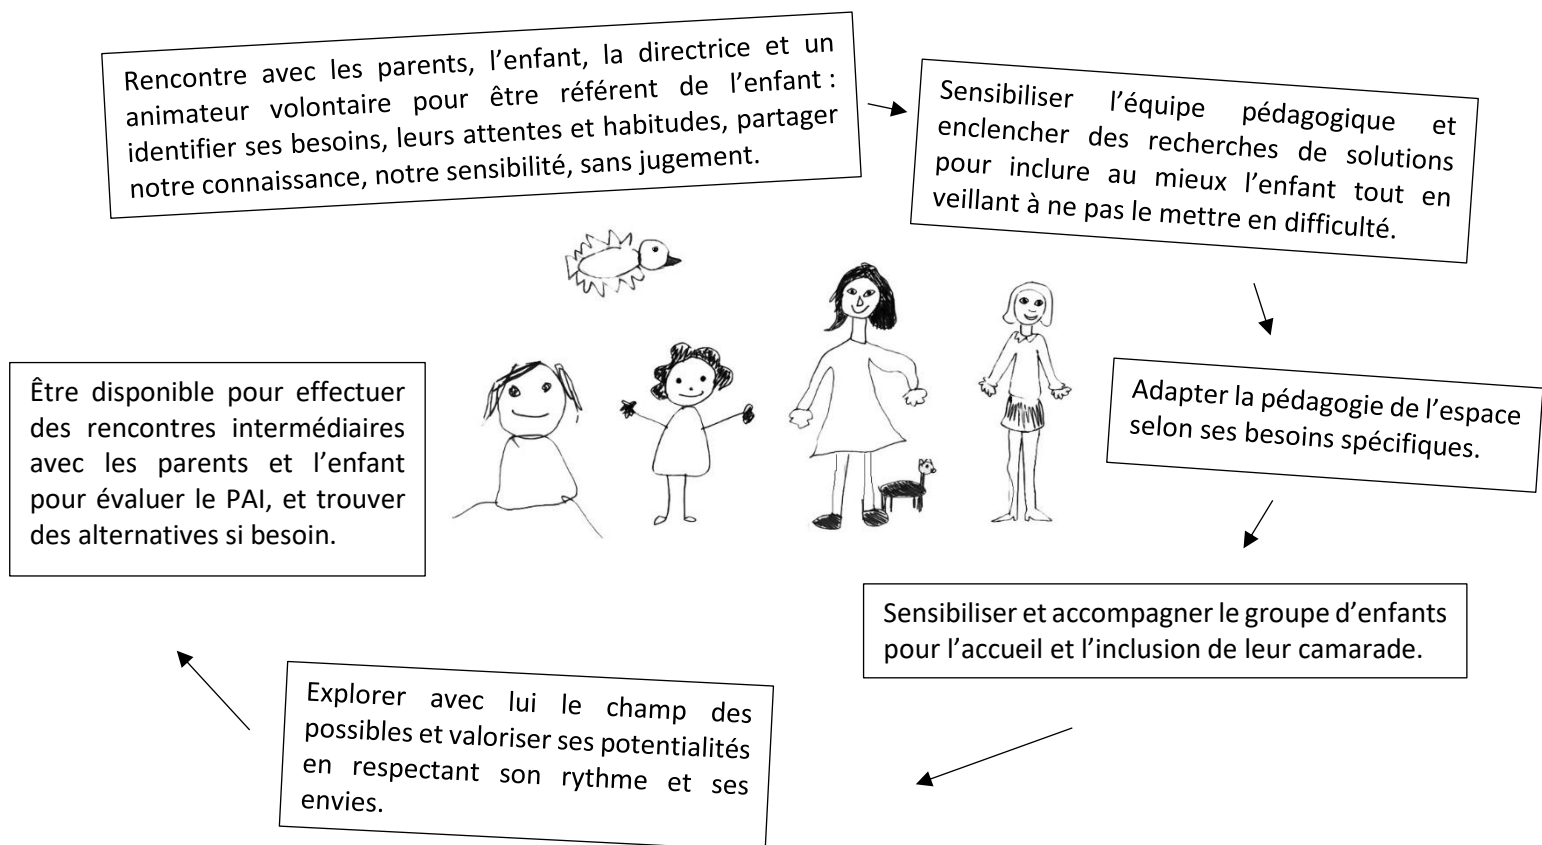 Rencontre avec les parents, l’enfant, la directrice et un
animateur volontaire pour être référent de l’enfant :
identifier ses besoins, leurs attentes et habitudes, partager
notre connaissance, notre sensibilité, sans jugement.
Sensibiliser l’équipe pédagogique et
enclencher des recherches de solutions
pour inclure au mieux l’enfant tout en
veillant à ne pas le mettre en difficulté.
Adapter la pédagogie de l’espace
selon ses besoins spécifiques.
Sensibiliser et accompagner le groupe d’enfants
pour l’accueil et l’inclusion de leur camarade.
Explorer avec lui le champ des
possibles et valoriser ses potentialités
en respectant son rythme et ses
envies.
Être disponible pour effectuer
des rencontres intermédiaires
avec les parents et l’enfant
pour évaluer le PAI, et trouver
des alternatives si besoin.